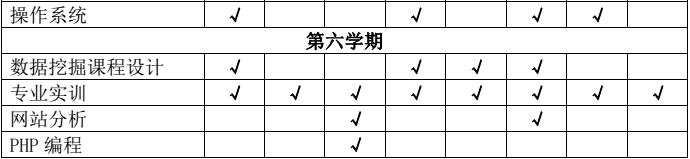 操作系统 √ √ √ √
第六学期
数据挖掘课程设计 √ √ √ √
专业实训 √ √ √ √ √ √ √ √
网站分析 √ √
PHP 编程 √